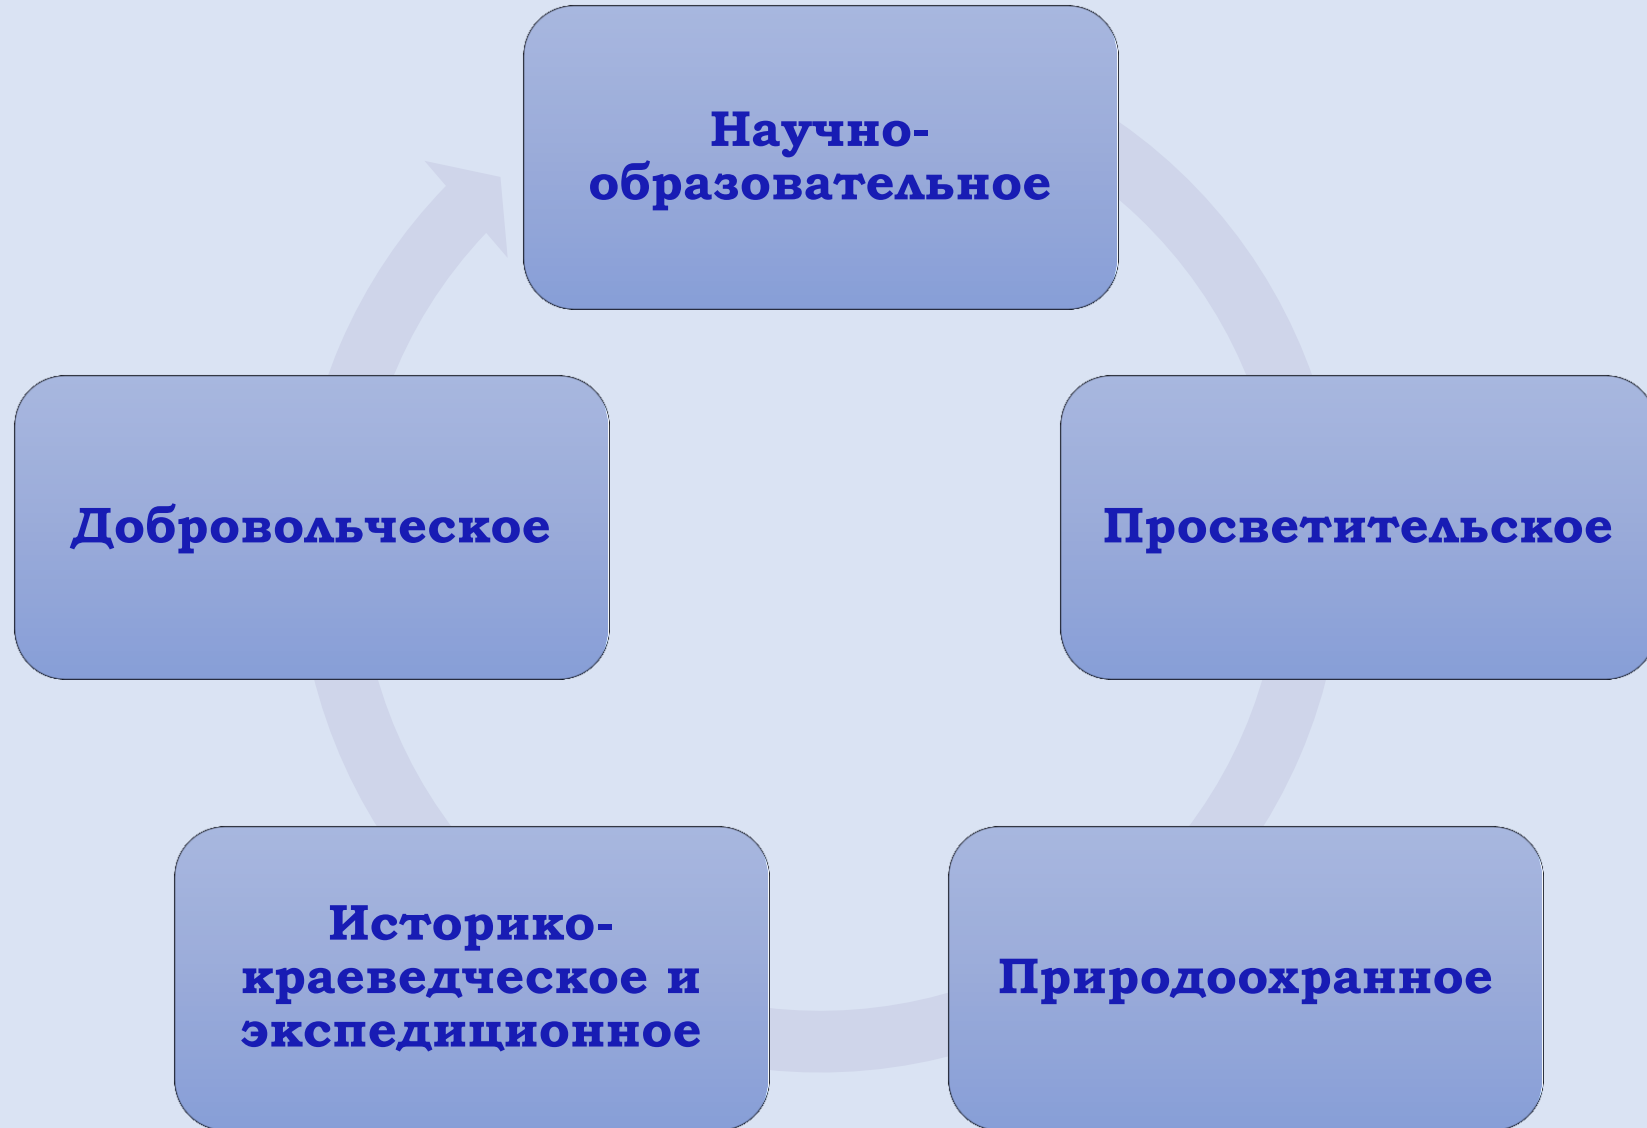 Научно-
образовательное
Просветительское
Природоохранное
Историко-
краеведческое и
экспедиционное
Добровольческое